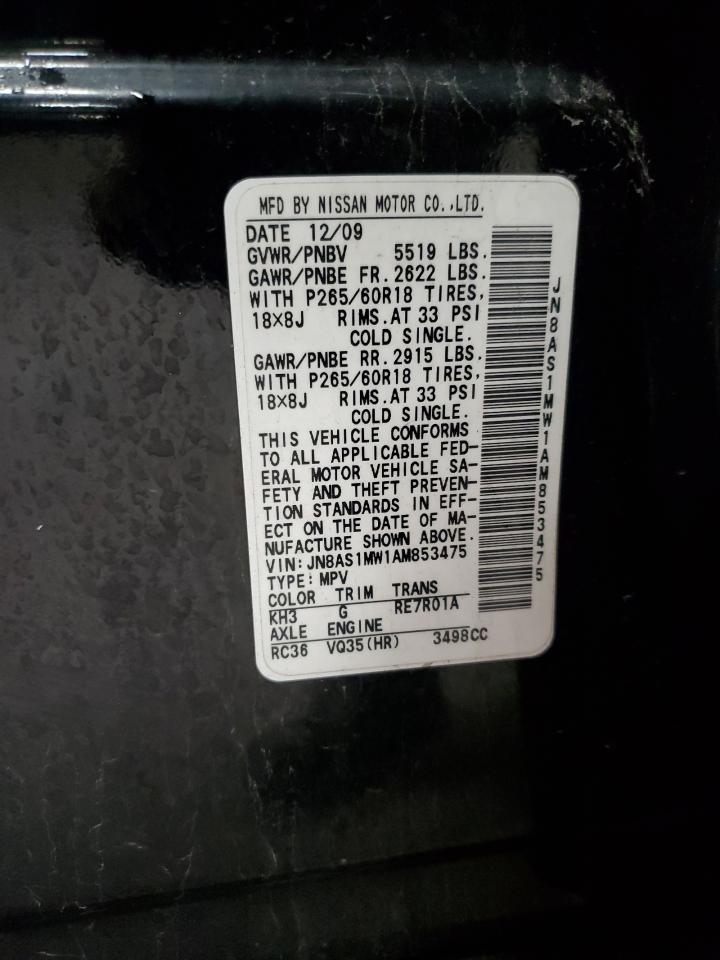 MFD BY NISSAN MOTOR CO.,LTD.
DATE 12/09
GVWR/PNBV 5519 LBS.
GAWR/PNBE FR.2622 LBS.
WITH P265/60R18 TIRES,
18×8J RIMS.AT 33 PSI
COLD SINGLE.
GAWR/PNBE RR.2915 LBS.
WITH P265/60R18 TIRES,
18×8J RIMS.AT 33 PSI
COLD SINGLE.
THIS VEHICLE CONFORMS
TO ALL APPLICABLE FED-
ERAL MOTOR VEHICLE SA-
FETY AND THEFT PREVEN-
TION STANDARDS IN EFF-
ECT ON THE DATE OF MA-
NUFACTURE SHOWN ABOVE.
VIN:JN8AS1MW1AM853475
TYPE:MPV
COLOR TRIM TRANS
KH3 G RE7R01A
AXLE ENGINE
RC36 VQ35(HR) 3498CC
JN8AS1MW1AM853475